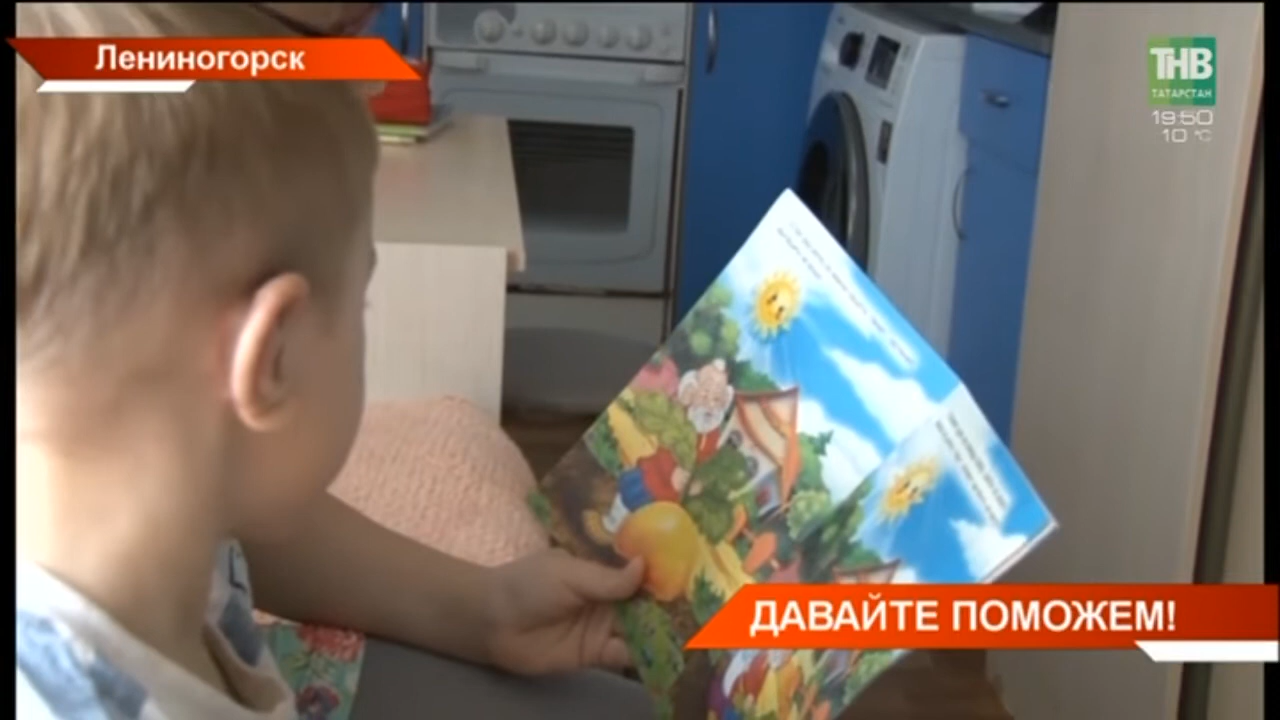 Лениногорск
ТНВ
ТАТАРСТАН
19:50
10 °C
ДАВАЙТЕ ПОМОЖЕМ!